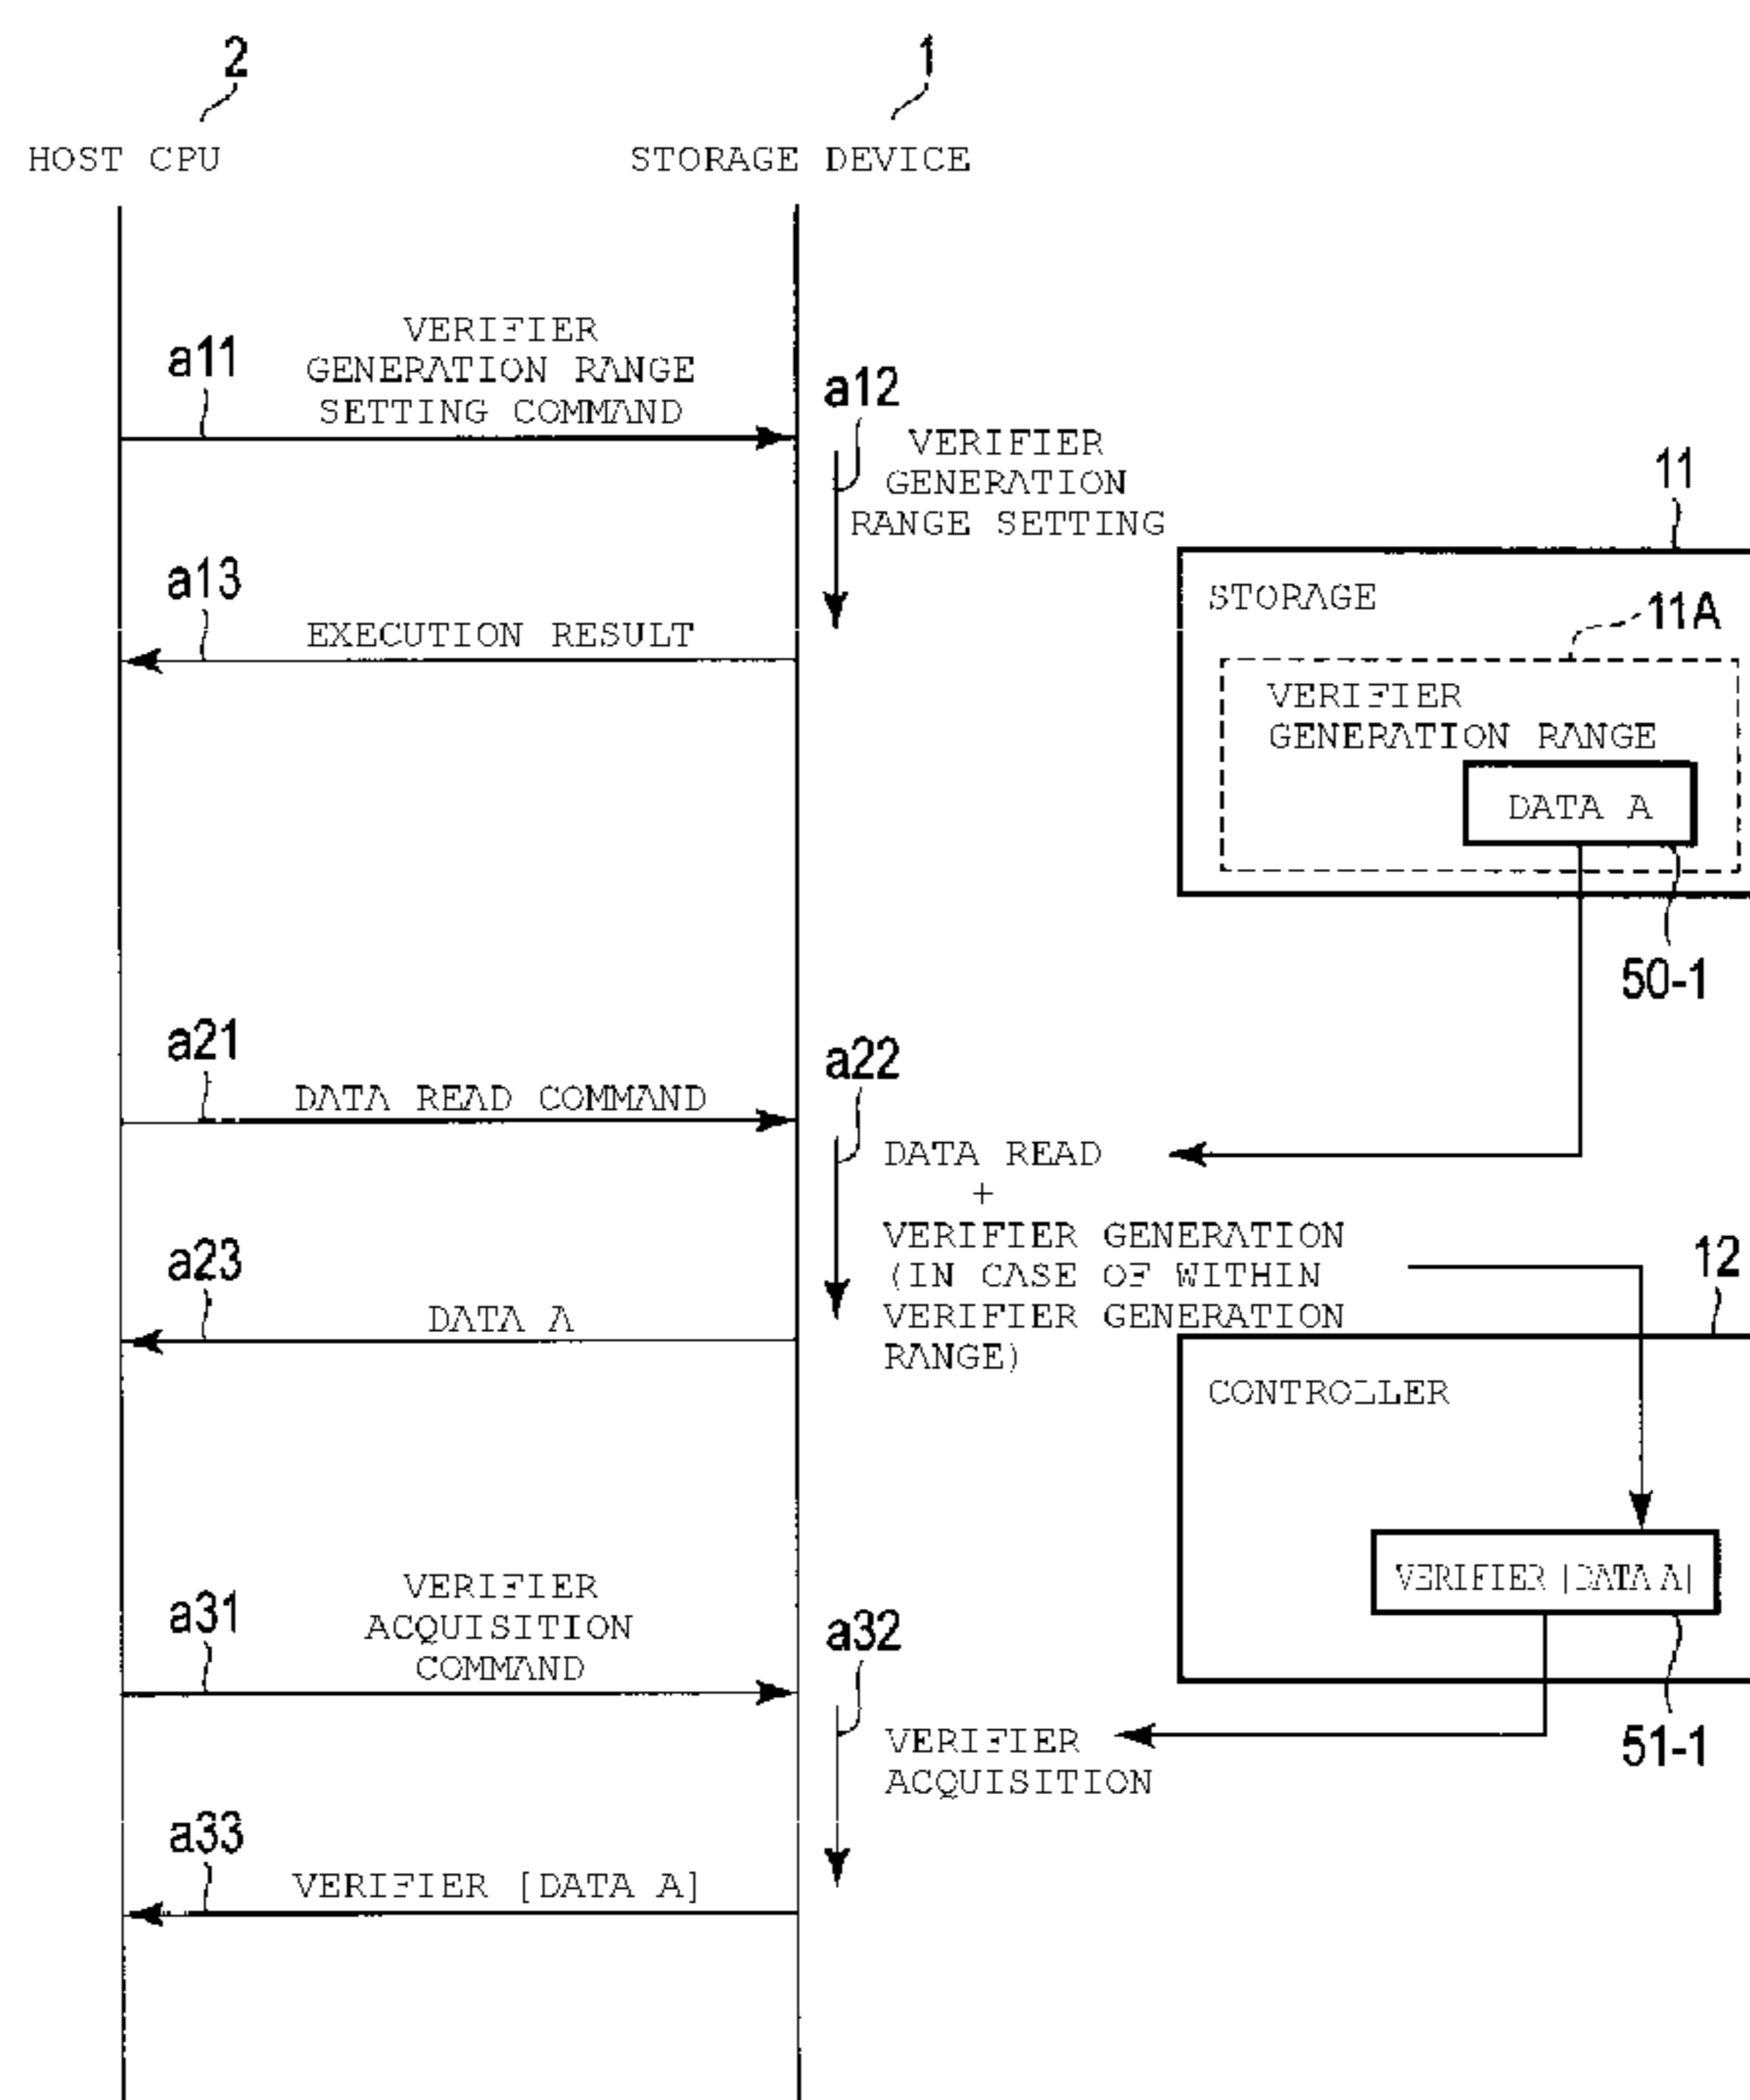 2
1
HOST CPU
STORAGE DEVICE
a11
VERIFIER
GENERATION RANGE
SETTING COMMAND
a12
VERIFIER
GENERATION
RANGE SETTING
11
STORAGE
11A
VERIFIER
GENERATION RANGE
DATA A
50-1
a13
EXECUTION RESULT
a21
DATA READ COMMAND
a22
DATA READ
+
VERIFIER GENERATION
(IN CASE OF WITHIN
VERIFIER GENERATION
RANGE)
a23
DATA A
12
CONTROLLER
VERIFIER [DATA A]
51-1
a31
VERIFIER
ACQUISITION
COMMAND
a32
VERIFIER
ACQUISITION
a33
VERIFIER [DATA A]